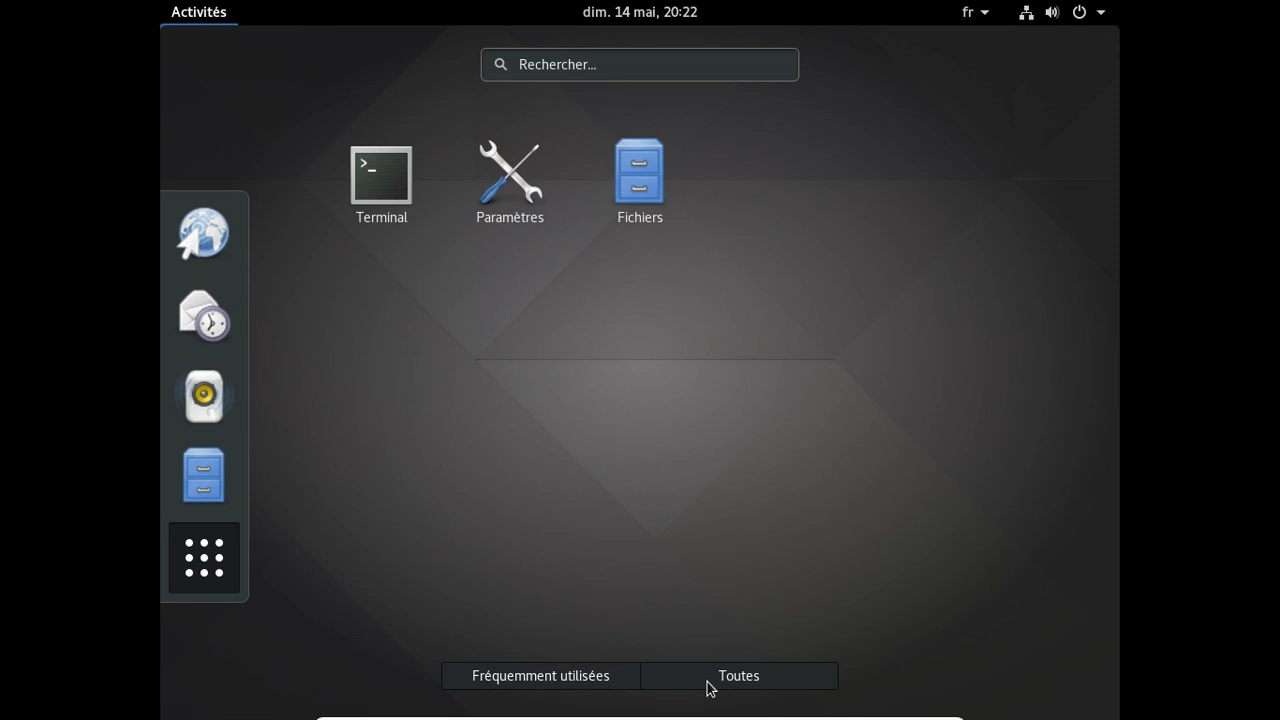 Activités
dim. 14 mai, 20:22
fr
Rechercher...
>_
Terminal
Paramètres
Fichiers
Fréquemment utilisées
Toutes